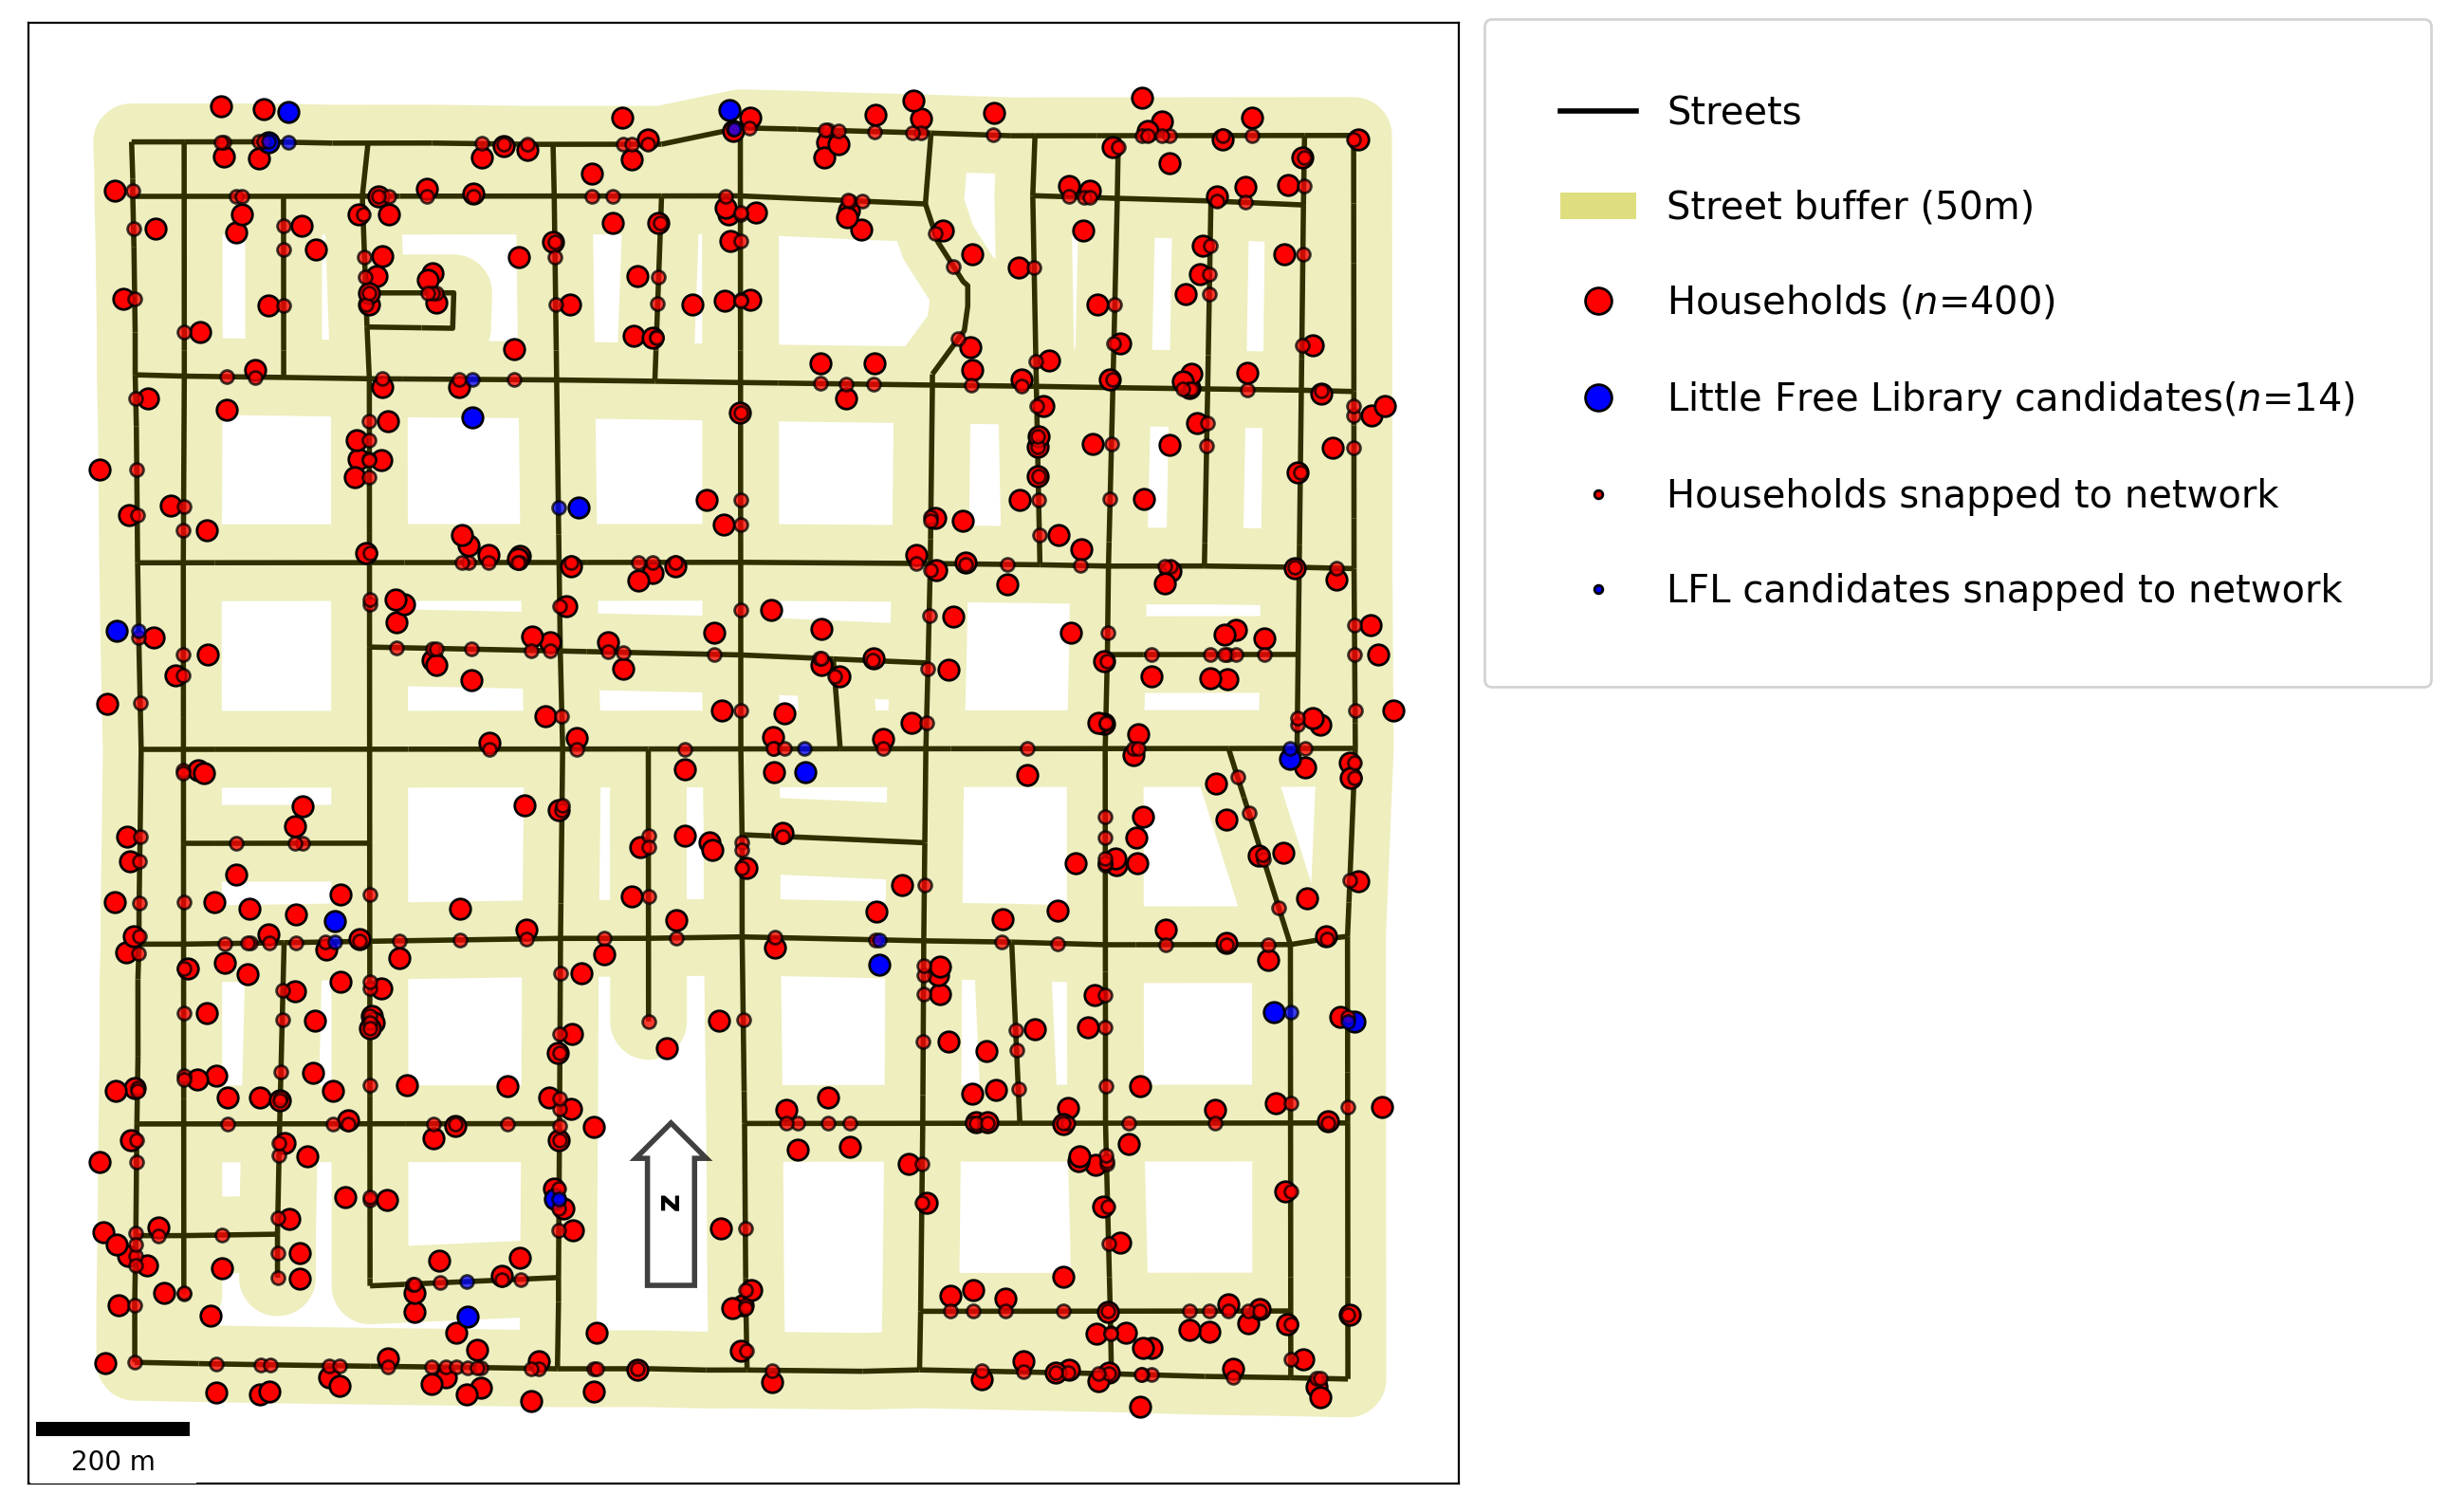 Streets
Street buffer (50m)
Households (n=400)
Little Free Library candidates(n=14)
Households snapped to network
LFL candidates snapped to network
z
200 m